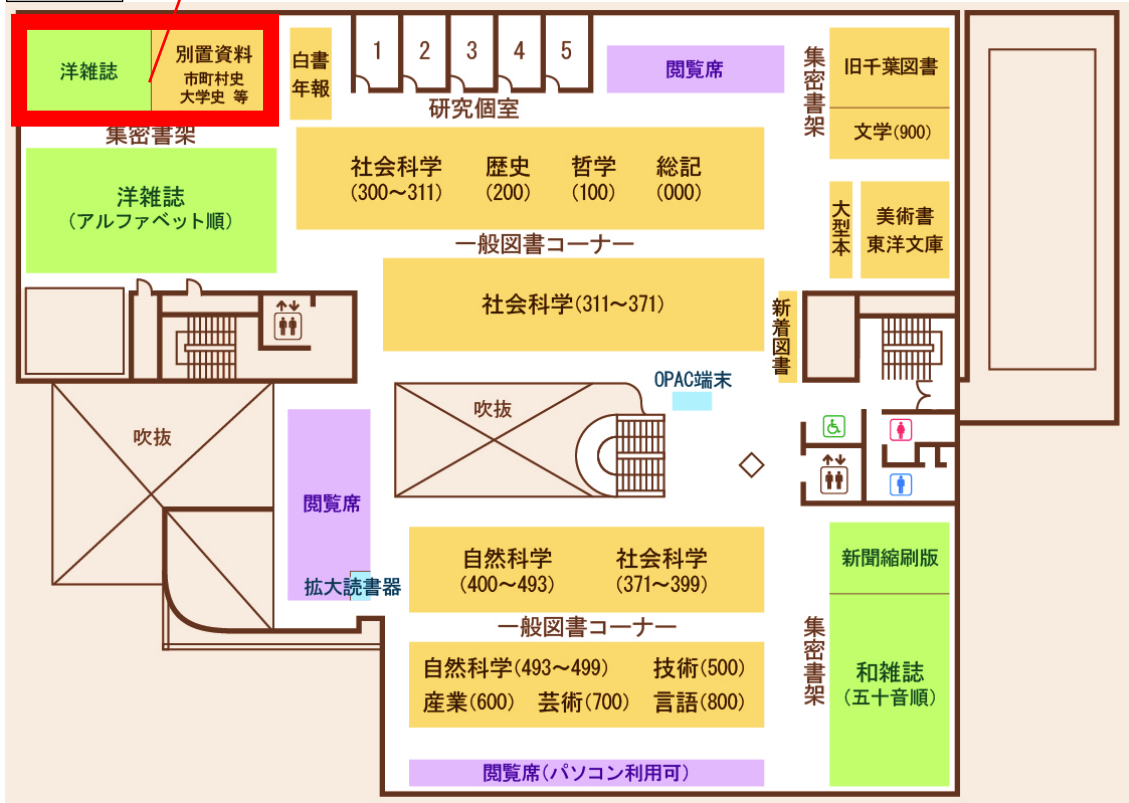 洋雑誌
別置資料
市町村史
大学史 等
集密書架
白書
年報
1 2 3 4 5
研究個室
閲覧席
集密書架
旧千葉図書
文学(900)
洋雑誌
(アルファベット順)
社会科学 歴史 哲学 総記
(300～311) (200) (100) (000)
一般図書コーナー
大型本
美術書
東洋文庫
社会科学(311～371)
新着図書
OPAC端末
吹抜
吹抜
閲覧席
拡大読書器
自然科学 社会科学
(400～493) (371～399)
一般図書コーナー
自然科学(493～499) 技術(500)
産業(600) 芸術(700) 言語(800)
閲覧席(パソコン利用可)
新聞縮刷版
集密書架
和雑誌
(五十音順)